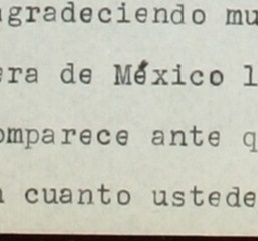 agradeciendo mu
era de México l
omparece ante q
n cuanto ustede